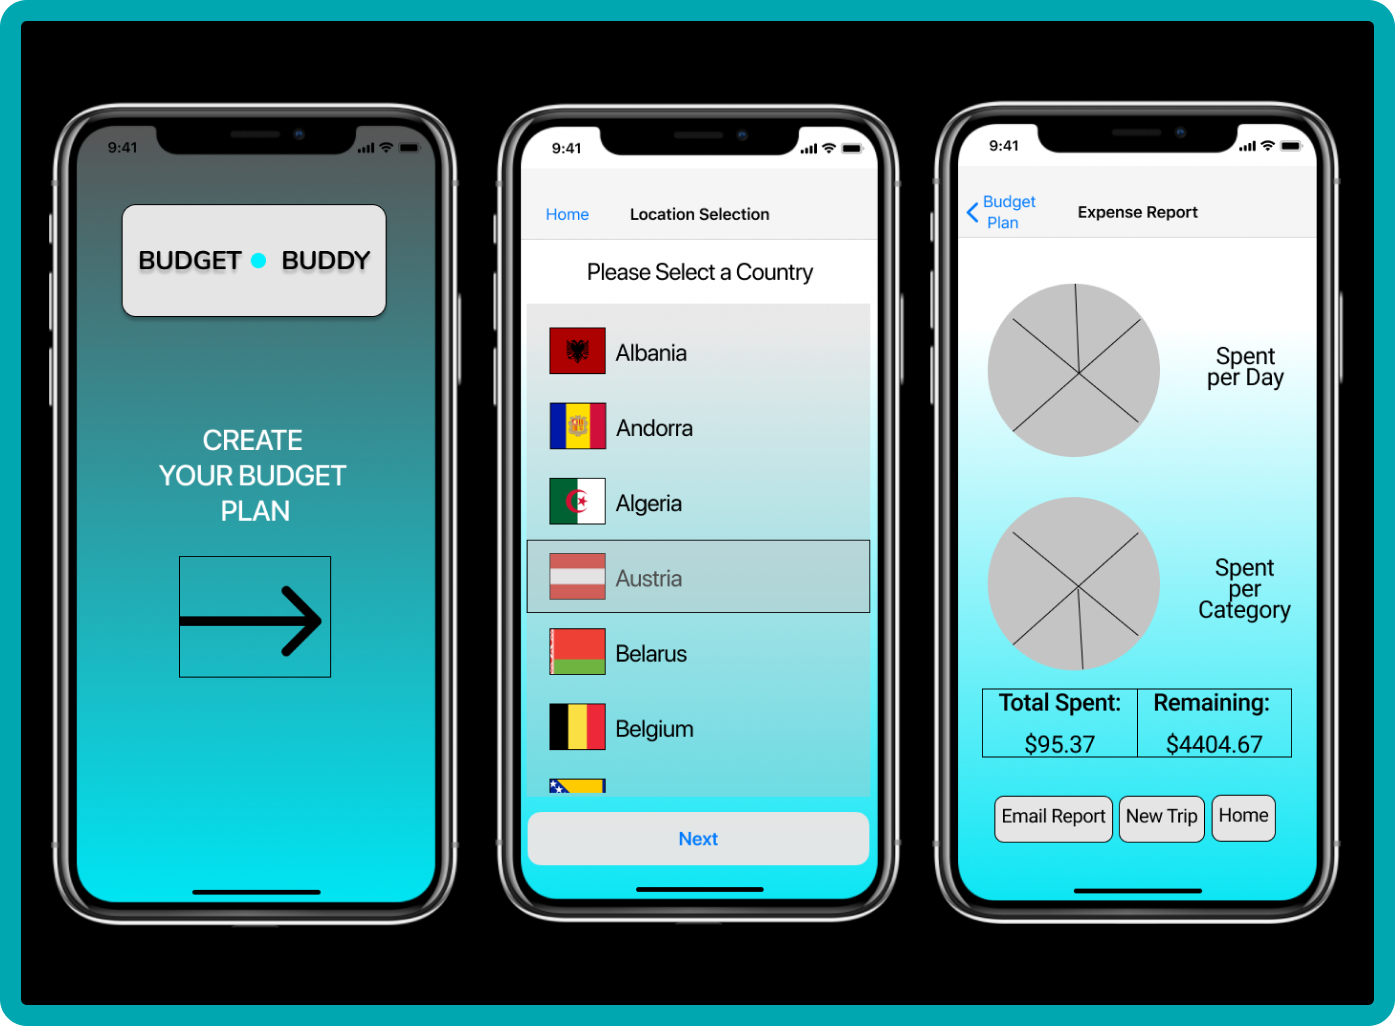 9:41
BUDGET BUDDY
CREATE
YOUR BUDGET
PLAN
9:41
Home Location Selection
Please Select a Country
Albania
Andorra
Algeria
Austria
Belarus
Belgium
Next
9:41
Budget
Plan
Expense Report
Spent
per Day
Spent
per
Category
Total Spent: Remaining:
$95.37 $4404.67
Email Report New Trip Home